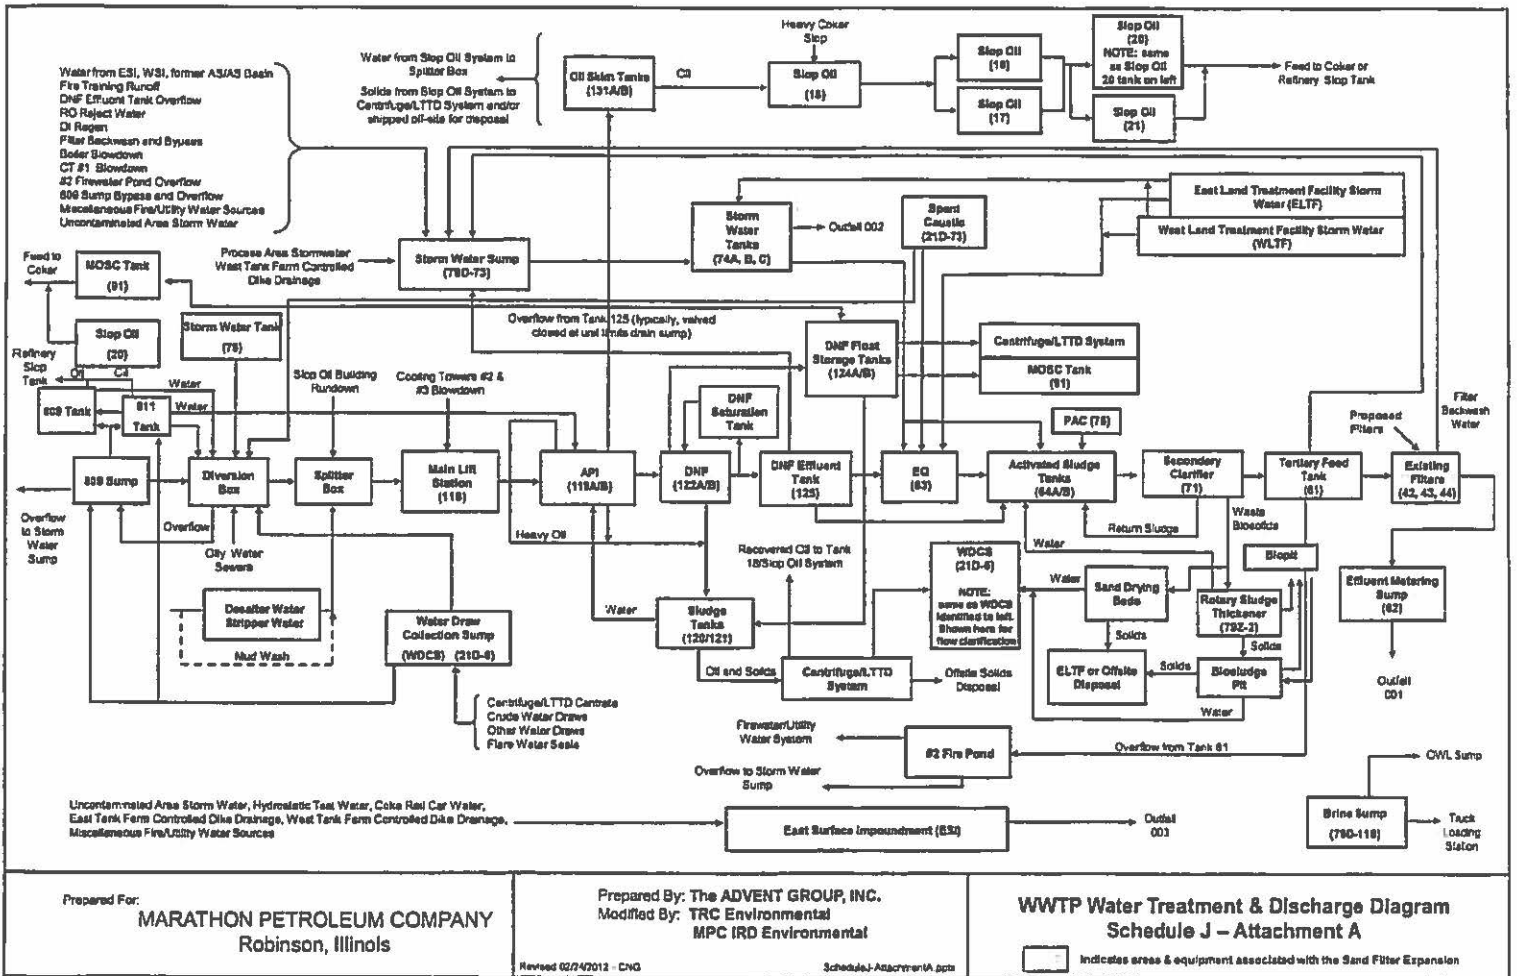 Heavy Coker
Slop
Water from Slop Oil System to
Splitter Box
Solids from Slop Oil System to
Centrifuge/LTTD System and/or
shipped off-site for disposal
Oil Skim Tanks
(131A/B)
Oil
Slop Oil
(18)
Slop Oil
(16)
Slop Oil
(17)
Slop Oil
(20)
NOTE: same
as Slop Oil
20 tank on left
Slop Oil
(21)
Feed to Coker or
Refinery Slop Tank
Water from ESI, WSI, former AS/AS Basin
Fire Training Runoff
DNF Effluent Tank Overflow
RO Reject Water
DI Regen
Filter Backwash and Bypass
Boiler Blowdown
CT #1 Blowdown
#2 Firewater Pond Overflow
809 Sump Bypass and Overflow
Miscellaneous Fire/Utility Water Sources
Uncontaminated Area Storm Water
Process Area Stormwater
West Tank Farm Controlled
Dike Drainage
Storm Water Sump
(79D-73)
Storm
Water
Tanks
(74A, B, C)
Outfall 002
Spent
Caustic
(21D-73)
East Land Treatment Facility Storm
Water (ELTF)
West Land Treatment Facility Storm Water
(WLTF)
Feed to
Coker
MOSC Tank
(91)
Slop Oil
(20)
Storm Water Tank
(75)
Overflow from Tank 125 (typically, valved
closed at unit limits drain sump)
DNF Float
Storage Tanks
(124A/B)
Centrifuge/LTTD System
MOSC Tank
(91)
Refinery
Slop
Tank
Oil
Oil
Water
Water
809 Tank
811
Tank
Slop Oil Building
Rundown
Cooling Towers #2 &
#3 Blowdown
DNF
Saturation
Tank
PAC (76)
Proposed
Filters
Filter
Backwash
Water
809 Sump
Diversion
Box
Splitter
Box
Main Lift
Station
(118)
API
(119A/B)
DNF
(122A/B)
DNF Effluent
Tank
(125)
EQ
(63)
Activated Sludge
Tanks
(64A/B)
Secondary
Clarifier
(71)
Tertiary Feed
Tank
(61)
Existing
Filters
(42, 43, 44)
Overflow
to Storm
Water
Sump
Overflow
Oily Water
Sewers
Heavy Oil
Return Sludge
Waste
Biosolids
Water
Biopit
Desalter Water
Stripper Water
Mud Wash
Water Draw
Collection Sump
(WDCS) (21D-6)
Water
Sludge
Tanks
(120/121)
Recovered Oil to Tank
18/Slop Oil System
WDCS
(21D-6)
NOTE:
same as WDCS
identified to left.
Shown here for
flow clarification
Water
Sand Drying
Beds
Rotary Sludge
Thickener
(79Z-2)
Effluent Metering
Sump
(62)
Solids
Solids
Oil and Solids
Centrifuge/LTTD
System
Offsite Solids
Disposal
ELTF or Offsite
Disposal
Solids
Biosludge
Pit
Water
Outfall
001
Centrifuge/LTTD Centrate
Crude Water Draws
Other Water Draws
Flare Water Seals
Firewater/Utility
Water System
#2 Fire Pond
Overflow from Tank 61
Overflow to Storm Water
Sump
CWL Sump
Brine Sump
(79D-118)
Truck
Loading
Station
Uncontaminated Area Storm Water, Hydrostatic Test Water, Coke Rail Car Water,
East Tank Farm Controlled Dike Drainage, West Tank Farm Controlled Dike Drainage,
Miscellaneous Fire/Utility Water Sources
East Surface Impoundment (ESI)
Outfall
003
Prepared For:
MARATHON PETROLEUM COMPANY
Robinson, Illinois
Prepared By: The ADVENT GROUP, INC.
Modified By: TRC Environmental
MPC IRD Environmental
Revised 02/24/2012 - CNG
ScheduleJ-AttachmentA.pptx
WWTP Water Treatment & Discharge Diagram
Schedule J – Attachment A
Indicates areas & equipment associated with the Sand Filter Expansion